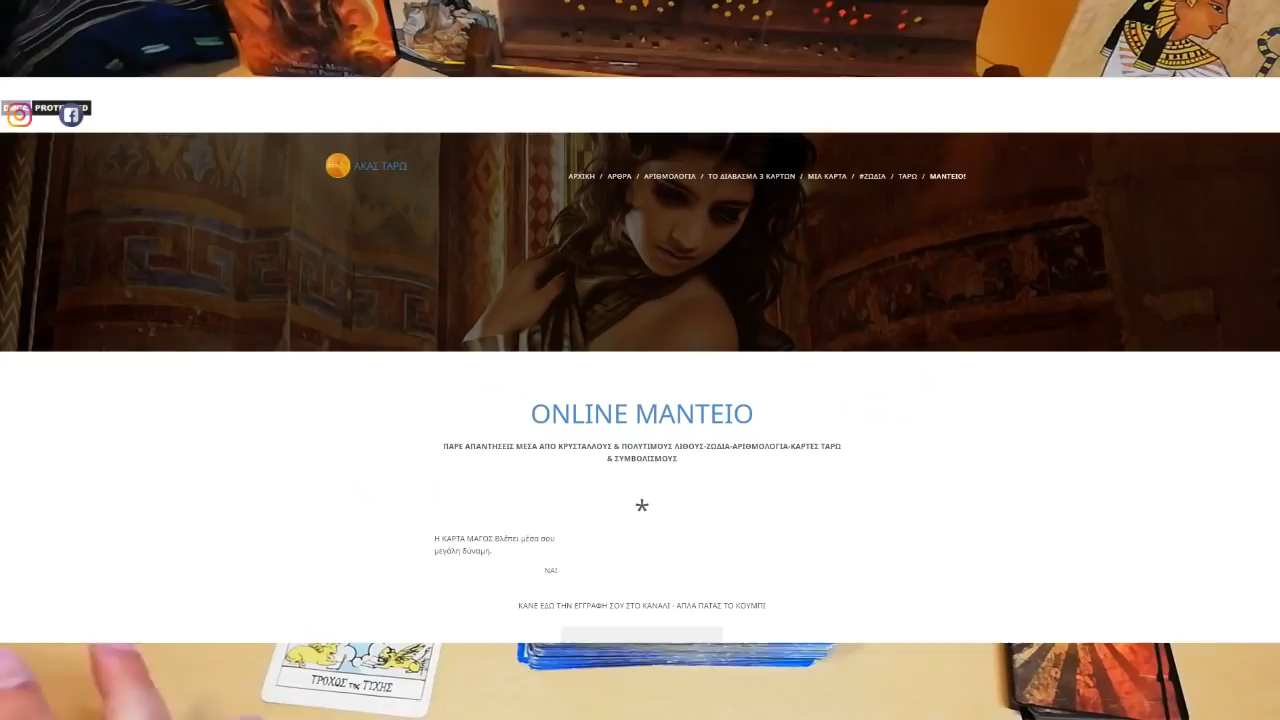 PROTECTED
ΑΚΑΣ ΤΑΡΩ
ΑΡΧΙΚΗ / ΑΡΘΡΑ / ΑΡΙΘΜΟΛΟΓΙΑ / ΤΟ ΔΙΑΒΑΣΜΑ 3 ΚΑΡΤΩΝ / ΜΙΑ ΚΑΡΤΑ / #ΖΩΔΙΑ / ΤΑΡΩ / ΜΑΝΤΕΙΟ!
ONLINE ΜΑΝΤΕΙΟ
ΠΑΡΕ ΑΠΑΝΤΗΣΕΙΣ ΜΕΣΑ ΑΠΟ ΚΡΥΣΤΑΛΛΟΥΣ & ΠΟΛΥΤΙΜΟΥΣ ΛΙΘΟΥΣ-ΖΩΔΙΑ-ΑΡΙΘΜΟΛΟΓΙΑ-ΚΑΡΤΕΣ ΤΑΡΩ
& ΣΥΜΒΟΛΙΣΜΟΥΣ
*
Η ΚΑΡΤΑ ΜΑΓΟΣ Βλέπει μέσα σου
μεγάλη δύναμη,
ΝΑΙ
ΚΑΝΕ ΕΔΩ ΤΗΝ ΕΓΓΡΑΦΗ ΣΟΥ ΣΤΟ ΚΑΝΑΛΙ - ΑΠΛΑ ΠΑΤΑΣ ΤΟ ΚΟΥΜΠΙ
ΤΡΟΧΟΣ της ΤΥΧΗΣ